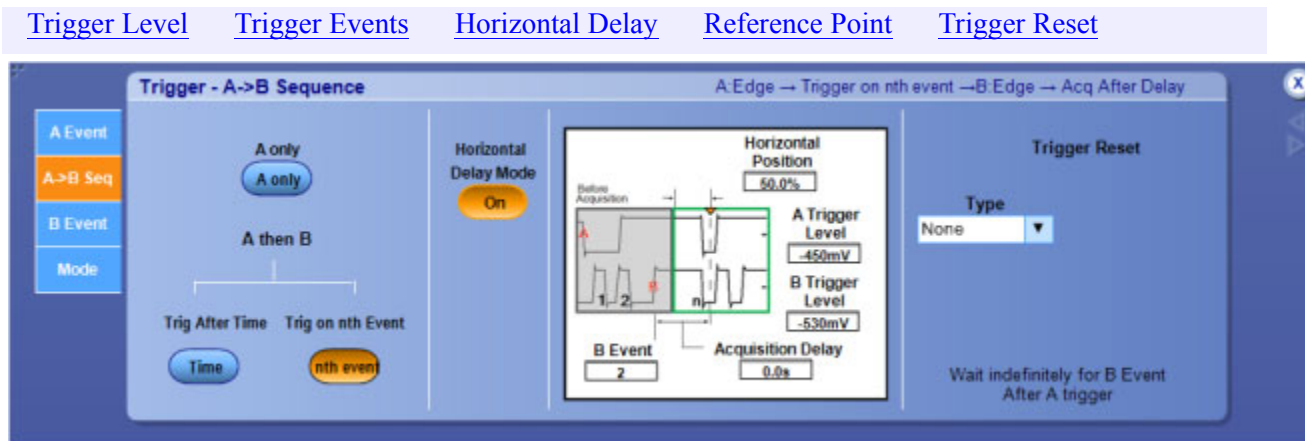 Trigger Level Trigger Events Horizontal Delay Reference Point Trigger Reset
Trigger - A->B Sequence
A:Edge → Trigger on nth event →B:Edge → Acq After Delay
X
A Event
A->B Seq
B Event
Mode
A only
A only
A then B
Trig After Time Trig on nth Event
Time
nth event
Horizontal
Delay Mode
On
Horizontal
Position
50.0%
Before
Acquisition
A
A Trigger
Level
-450mV
B Trigger
Level
-530mV
1 2 B n
B Event
2
Acquisition Delay
0.0s
Trigger Reset
Type
None
Wait indefinitely for B Event
After A trigger